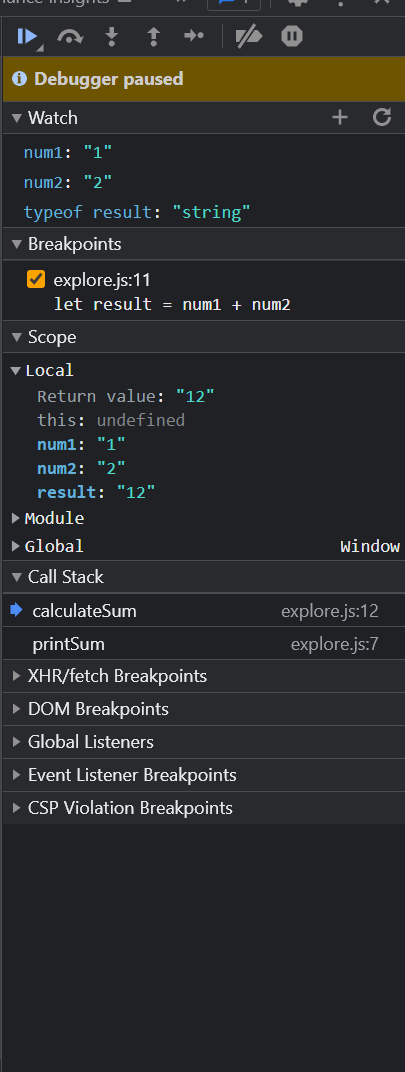 Debugger paused
Watch
num1: "1"
num2: "2"
typeof result: "string"
Breakpoints
explore.js:11
let result = num1 + num2
Scope
Local
Return value: "12"
this: undefined
num1: "1"
num2: "2"
result: "12"
Module
Global Window
Call Stack
calculateSum explore.js:12
printSum explore.js:7
XHR/fetch Breakpoints
DOM Breakpoints
Global Listeners
Event Listener Breakpoints
CSP Violation Breakpoints